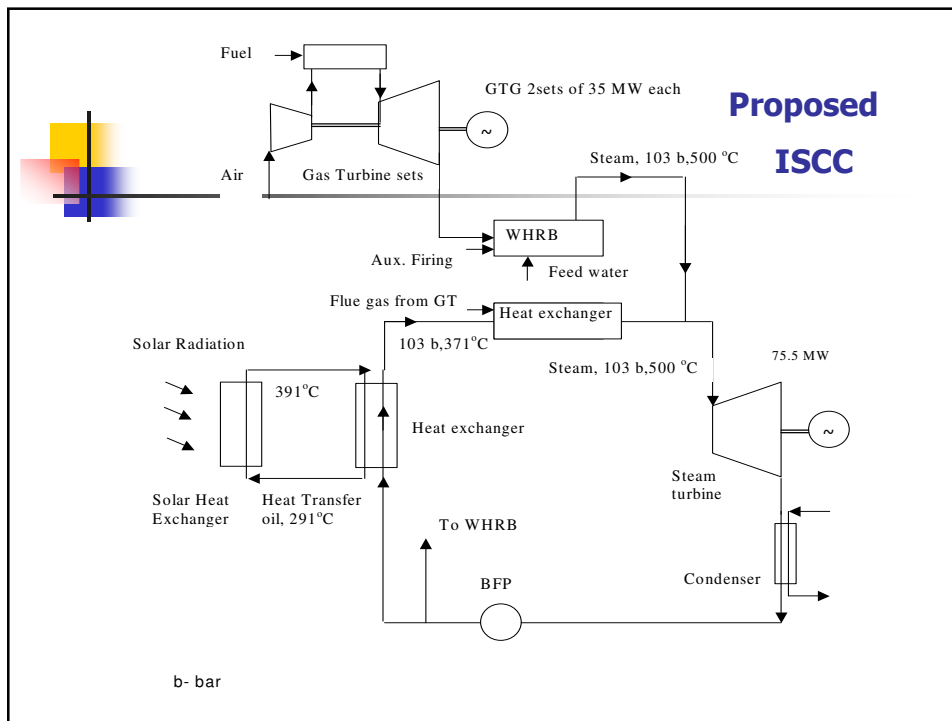 Fuel
GTG 2sets of 35 MW each
Proposed
ISCC
~
Air
Gas Turbine sets
Steam, 103 b,500 °C
WHRB
Aux. Firing
Feed water
Flue gas from GT
Heat exchanger
103 b,371°C
Solar Radiation
Steam, 103 b,500 °C
75.5 MW
391°C
Heat exchanger
~
Solar Heat
Exchanger
Heat Transfer
oil, 291°C
Steam
turbine
To WHRB
BFP
Condenser
b- bar